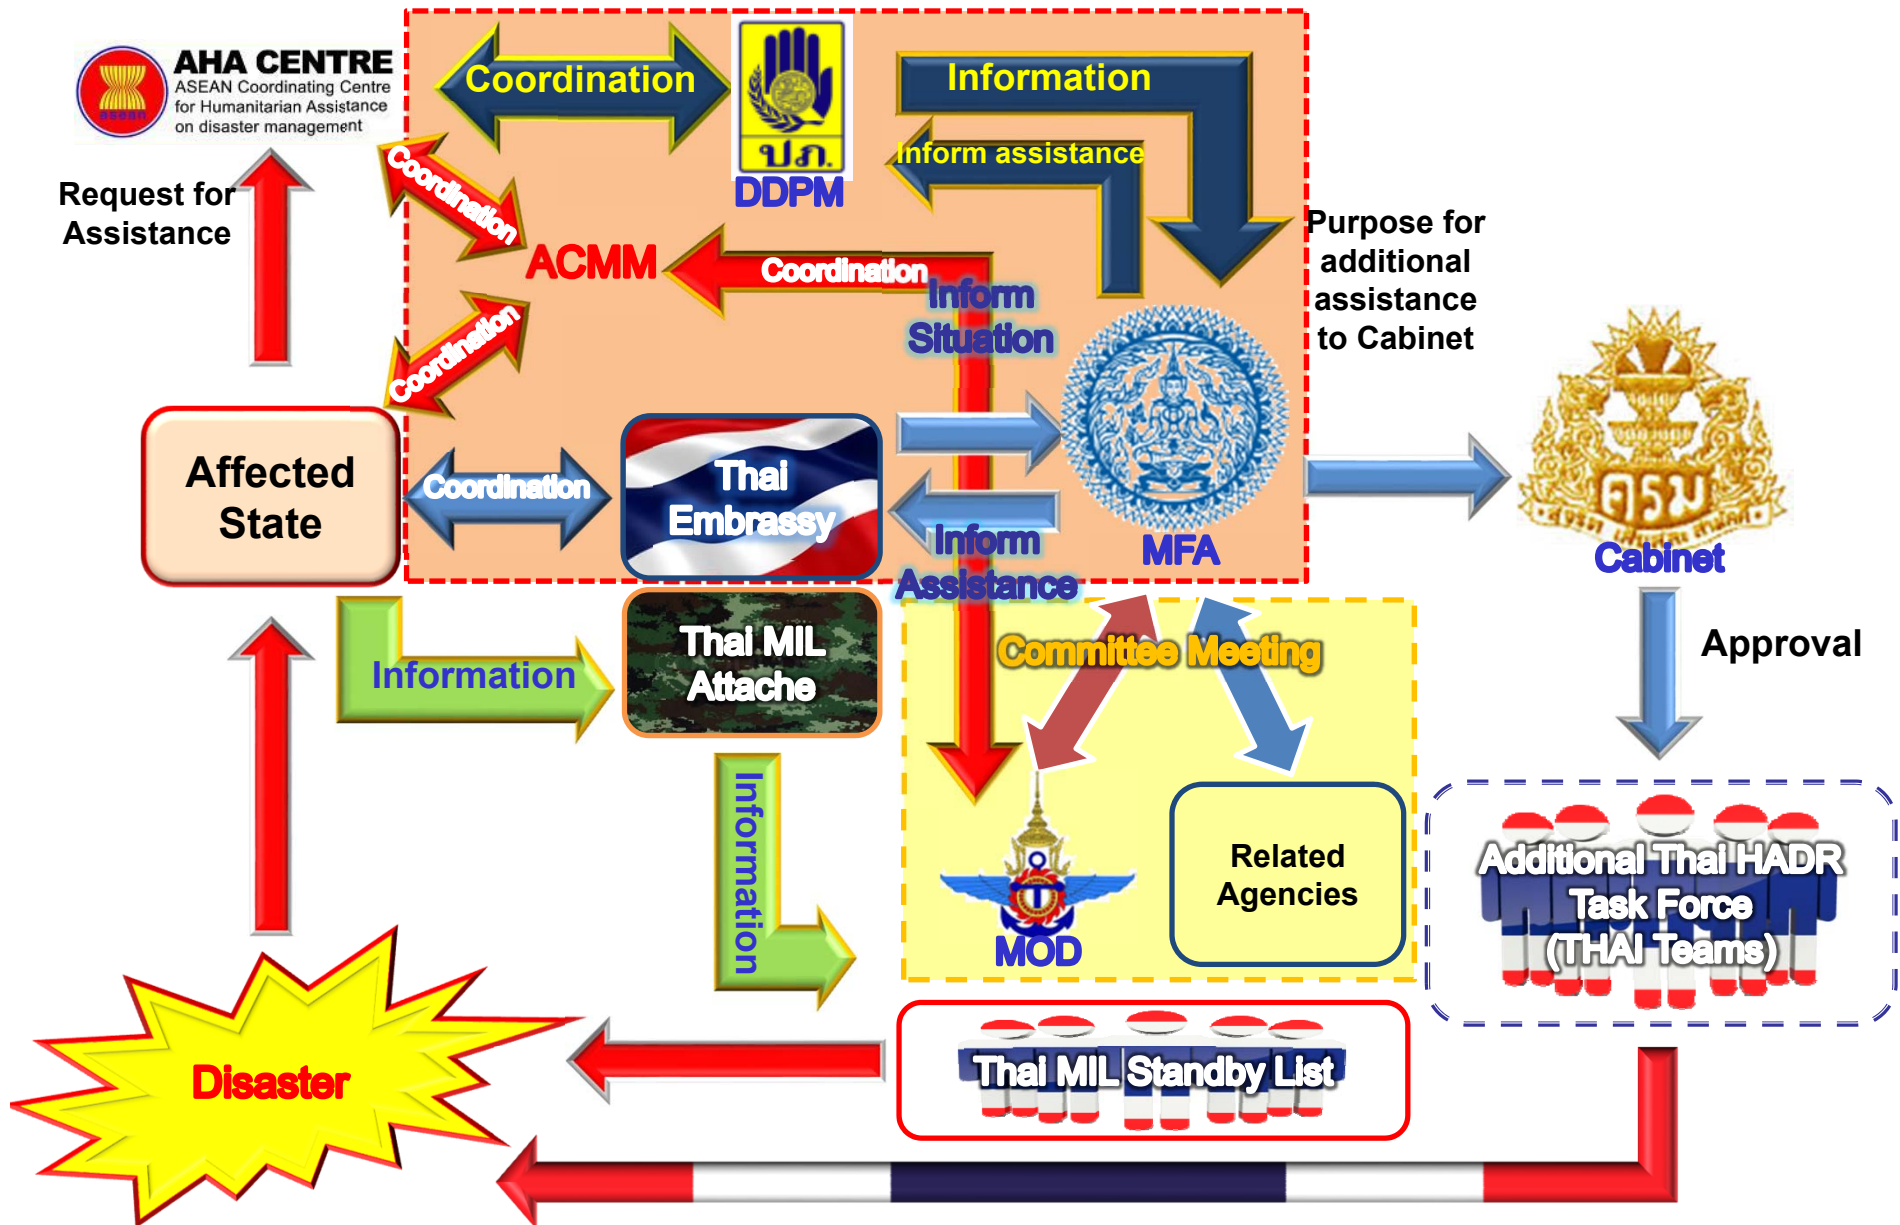 AHA CENTRE
ASEAN Coordinating Centre
for Humanitarian Assistance
on disaster management
asean
Coordination
ปภ.
DDPM
Information
Inform assistance
Request for
Assistance
Coordination
ACMM
Coordination
Coordination
Inform
Situation
Purpose for
additional
assistance
to Cabinet
Affected
State
Coordination
Thai
Embrassy
Inform
Assistance
MFA
ครม
Cabinet
Information
Thai MIL
Attache
Committee Meeting
Approval
Information
MOD
Related
Agencies
Additional Thai HADR
Task Force
(THAI Teams)
Disaster
Thai MIL Standby List